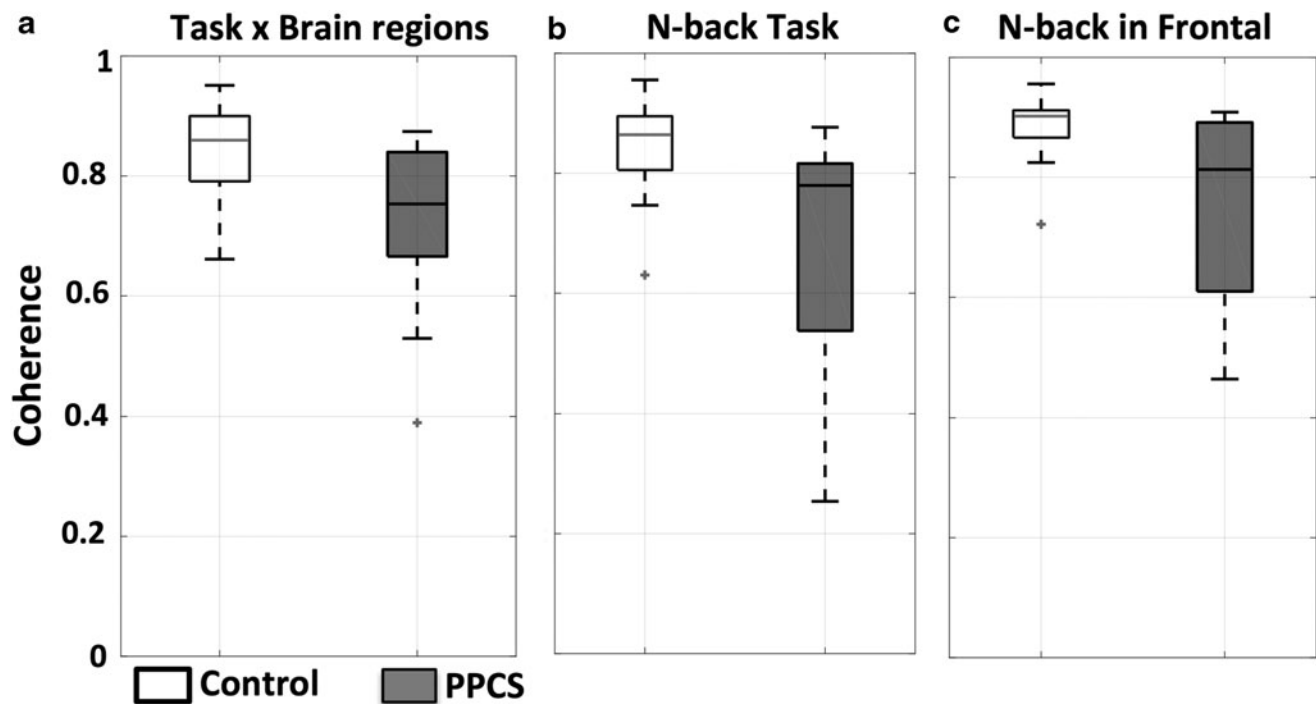 a Task x Brain regions b N-back Task c N-back in Frontal
1
0.8
0.6
0.4
0.2
0
Coherence
Control PPCS